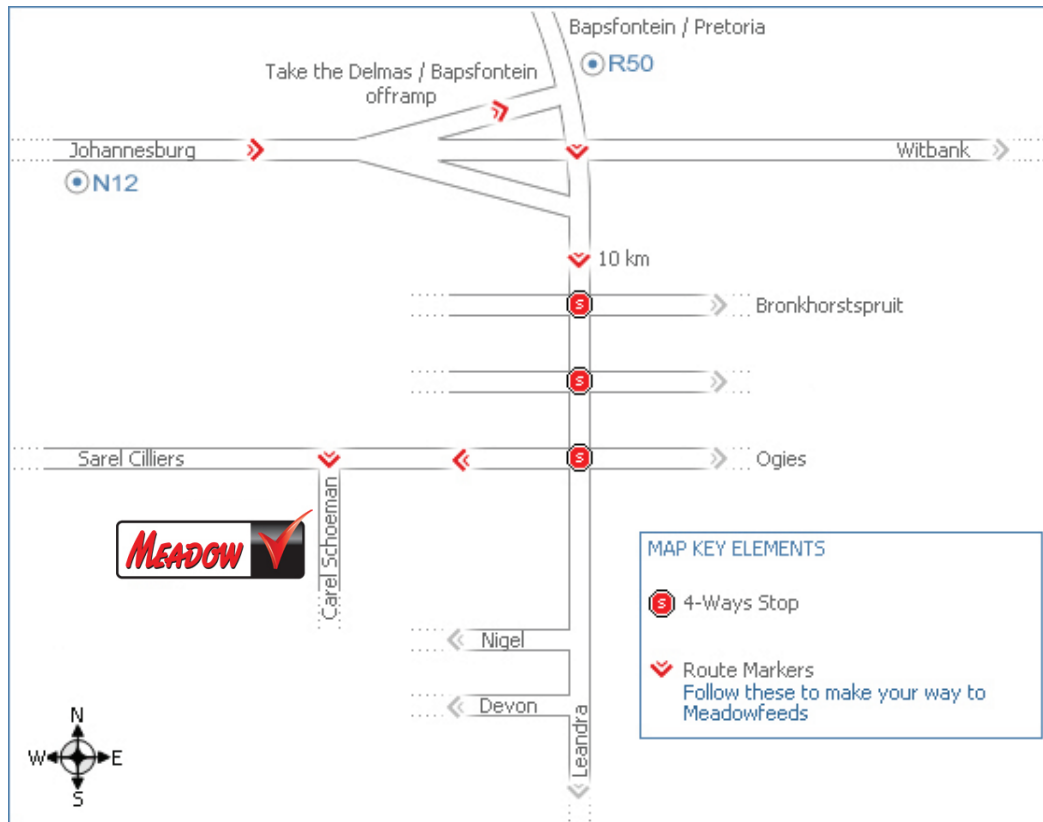 Bapsfontein / Pretoria
R50
Take the Delmas / Bapsfontein
offramp
Johannesburg
Witbank
N12
10 km
S
Bronkhorstspruit
S
Sarel Cilliers
S
Ogies
Carel Schoeman
MEADOW
MAP KEY ELEMENTS
S
4-Ways Stop
Route Markers
Follow these to make your way to
Meadowfeeds
Nigel
Devon
Leandra
N
W
E
S